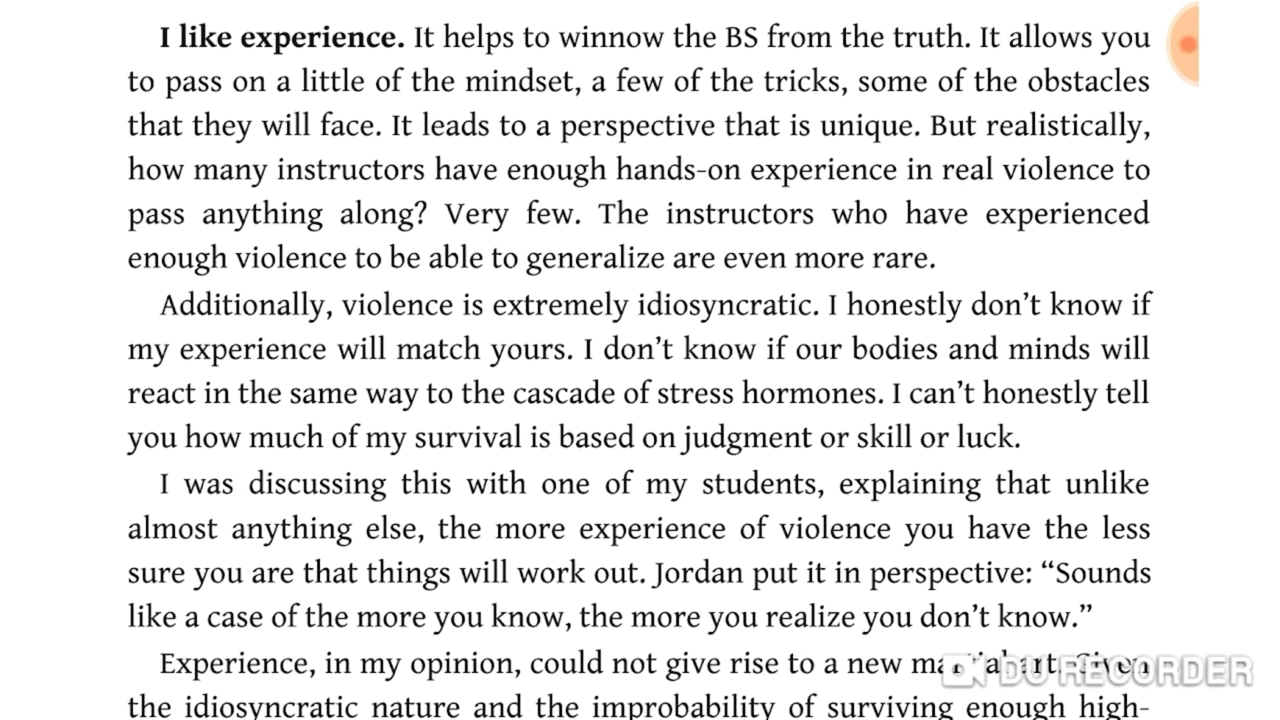 I like experience. It helps to winnow the BS from the truth. It allows you
to pass on a little of the mindset, a few of the tricks, some of the obstacles
that they will face. It leads to a perspective that is unique. But realistically,
how many instructors have enough hands-on experience in real violence to
pass anything along? Very few. The instructors who have experienced
enough violence to be able to generalize are even more rare.
Additionally, violence is extremely idiosyncratic. I honestly don’t know if
my experience will match yours. I don’t know if our bodies and minds will
react in the same way to the cascade of stress hormones. I can’t honestly tell
you how much of my survival is based on judgment or skill or luck.
I was discussing this with one of my students, explaining that unlike
almost anything else, the more experience of violence you have the less
sure you are that things will work out. Jordan put it in perspective: “Sounds
like a case of the more you know, the more you realize you don’t know.”
Experience, in my opinion, could not give rise to a new martial art. Given
DU RECORDER
the idiosyncratic nature and the improbability of surviving enough high-